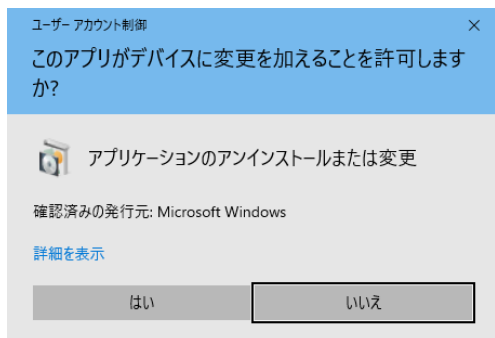 ユーザー アカウント制御
このアプリがデバイスに変更を加えることを許可します
か?
アプリケーションのアンインストールまたは変更
確認済みの発行元: Microsoft Windows
詳細を表示
はい
いいえ